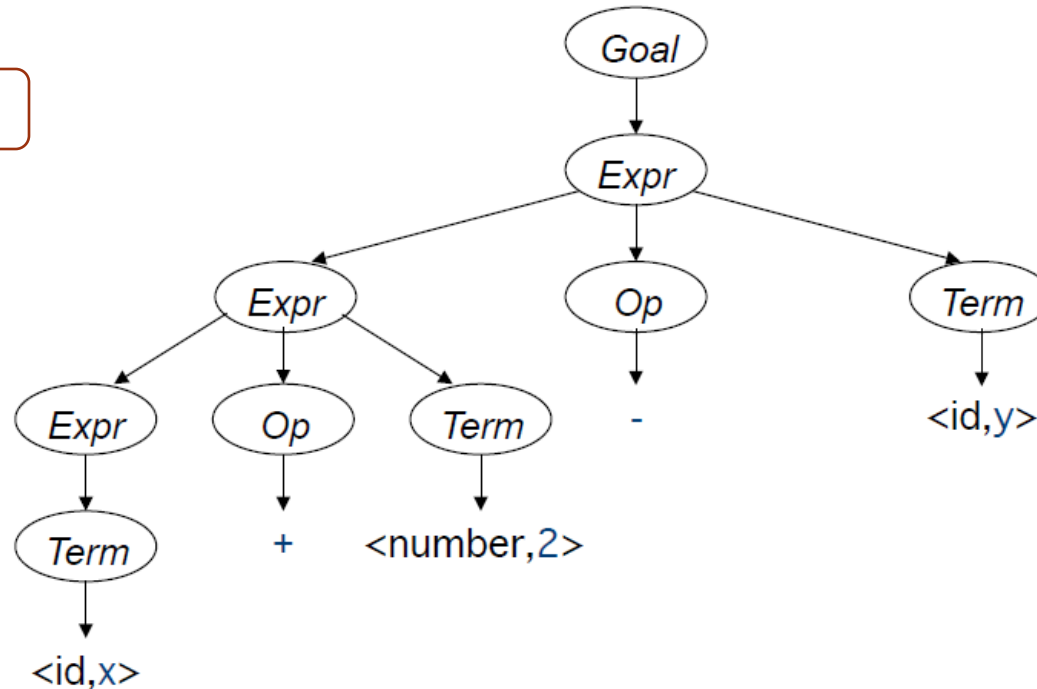 Goal
Expr
Expr Op Term
Expr Op Term - <id,y>
Term + <number,2>
<id,x>